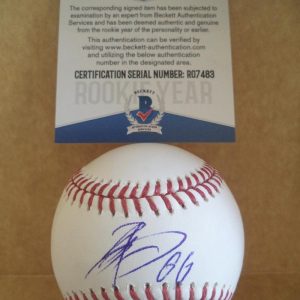 The corresponding signed item has been subjected to
examination by an expert from Beckett Authentication
Services and has been deemed authentic and genuine
from the rookie year of the personality or earlier.
This authentication can be verified by
visiting www.beckett-authentication.com
and utilizing the below authentication
number in the designated area.
CERTIFICATION SERIAL NUMBER: R07483
ROOKIE YEAR
BECKETT
B
66